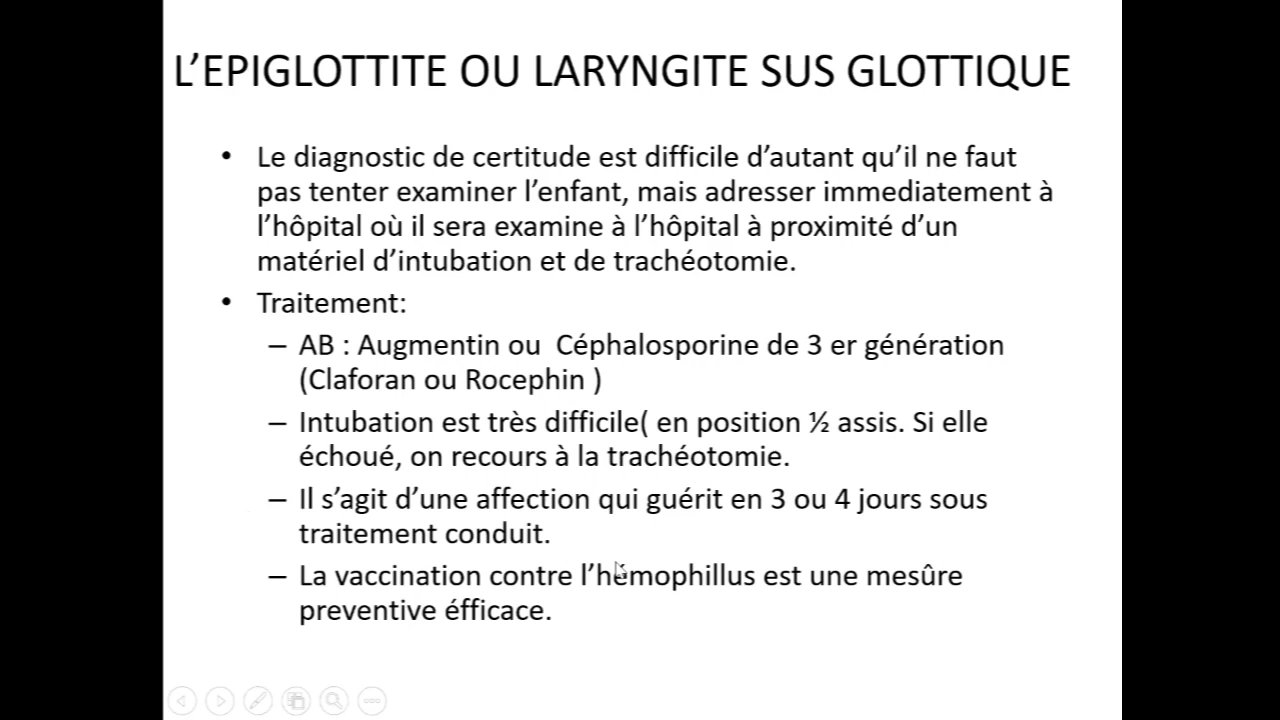 L’EPIGLOTTITE OU LARYNGITE SUS GLOTTIQUE
• Le diagnostic de certitude est difficile d’autant qu’il ne faut
pas tenter examiner l’enfant, mais adresser immediatement à
l’hôpital où il sera examine à l’hôpital à proximité d’un
matériel d’intubation et de trachéotomie.
• Traitement:
– AB : Augmentin ou  Céphalosporine de 3 er génération
(Claforan ou Rocephin )
– Intubation est très difficile( en position ½ assis. Si elle
échoué, on recours à la trachéotomie.
– Il s’agit d’une affection qui guérit en 3 ou 4 jours sous
traitement conduit.
– La vaccination contre l’hémophillus est une mesûre
preventive éfficace.